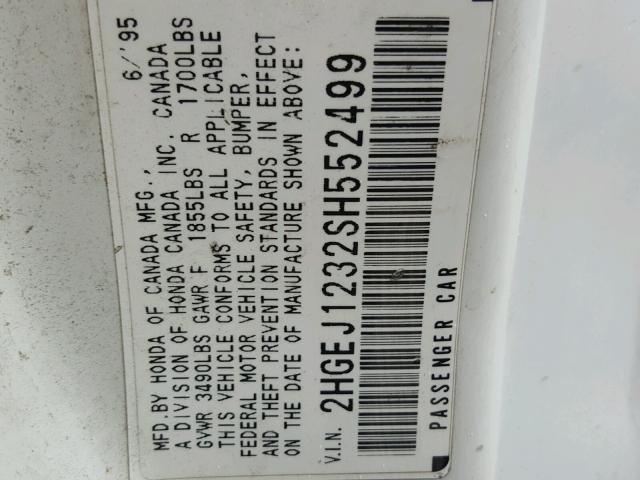 MFD.BY HONDA OF CANADA MFG., 6/'95
A DIVISION OF HONDA CANADA INC. CANADA
GVWR 3490LBS GAWR F 1855LBS R 1700LBS
THIS VEHICLE CONFORMS TO ALL APPLICABLE
FEDERAL MOTOR VEHICLE SAFETY, BUMPER,
AND THEFT PREVENTION STANDARDS IN EFFECT
ON THE DATE OF MANUFACTURE SHOWN ABOVE:
V.I.N. 2HGEJ1232SH552499
PASSENGER CAR